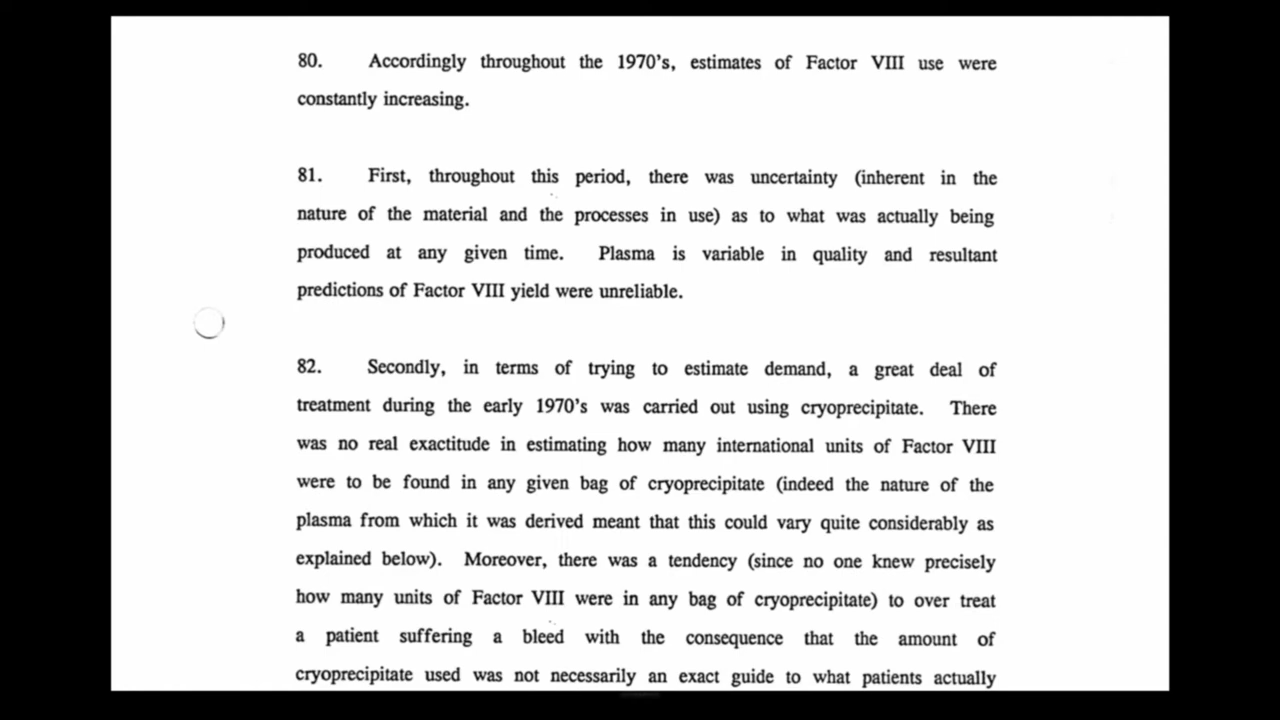 80. Accordingly throughout the 1970's, estimates of Factor VIII use were
constantly increasing.
81. First, throughout this period, there was uncertainty (inherent in the
nature of the material and the processes in use) as to what was actually being
produced at any given time. Plasma is variable in quality and resultant
predictions of Factor VIII yield were unreliable.
82. Secondly, in terms of trying to estimate demand, a great deal of
treatment during the early 1970's was carried out using cryoprecipitate. There
was no real exactitude in estimating how many international units of Factor VIII
were to be found in any given bag of cryoprecipitate (indeed the nature of the
plasma from which it was derived meant that this could vary quite considerably as
explained below). Moreover, there was a tendency (since no one knew precisely
how many units of Factor VIII were in any bag of cryoprecipitate) to over treat
a patient suffering a bleed with the consequence that the amount of
cryoprecipitate used was not necessarily an exact guide to what patients actually